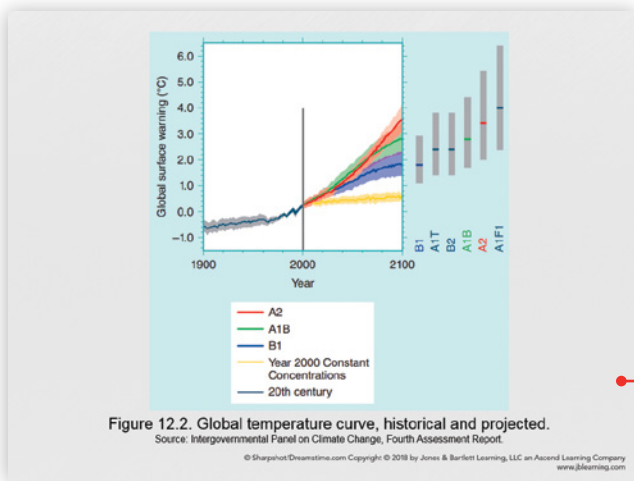 6.0
5.0
4.0
3.0
2.0
1.0
0.0
−1.0
Global surface warning (°C)
1900
2000
2100
Year
B1
A1T
B2
A1B
A2
A1F1
A2
A1B
B1
Year 2000 Constant
Concentrations
20th century
Figure 12.2. Global temperature curve, historical and projected.
Source: Intergovernmental Panel on Climate Change, Fourth Assessment Report.
© Sharpshot/Dreamstime.com Copyright © 2018 by Jones & Bartlett Learning, LLC an Ascend Learning Company
www.jblearning.com